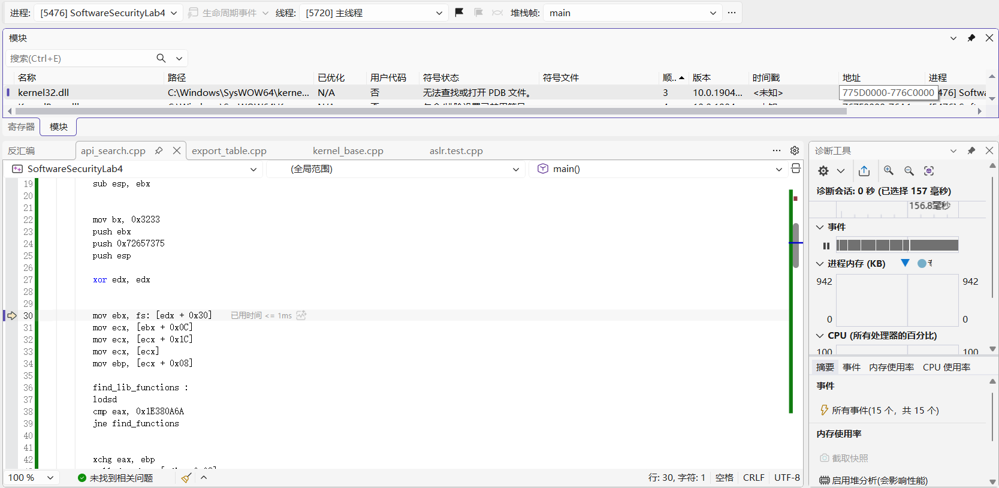 进程: [5476] SoftwareSecurityLab4 生命周期事件 线程: [5720] 主线程 堆栈帧: main
模块
搜索(Ctrl+E)
名称 路径 已优化 用户代码 符号状态 符号文件 顺.. 版本 时间戳 地址 进程
kernel32.dll C:\Windows\SysWOW64\kerne... N/A 否 无法查找或打开 PDB 文件。 3 10.0.1904... <未知> 775D0000-776C0000 476] Softwa
寄存器 模块
反汇编 api_search.cpp export_table.cpp kernel_base.cpp aslr.test.cpp
SoftwareSecurityLab4 (全局范围) main()
19 sub esp, ebx
20
21
22 mov bx, 0x3233
23 push ebx
24 push 0x72657375
25 push esp
26
27 xor edx, edx
28
29
30 mov ebx, fs: [edx + 0x30] 已用时间 <= 1ms
31 mov ecx, [ebx + 0x0C]
32 mov ecx, [ecx + 0x1C]
33 mov ecx, [ecx]
34 mov ebp, [ecx + 0x08]
35
36 find_lib_functions :
37 lodsd
38 cmp eax, 0x1E380A6A
39 jne find_functions
40
41
42 xchg eax, ebp
100 % 未找到相关问题 行: 30, 字符: 1 空格 CRLF UTF-8
诊断工具
诊断会话: 0 秒 (已选择 157 毫秒)
156.8毫秒
事件
进程内存 (KB)
942 942
0 0
CPU (所有处理器的百分比)
100 100
摘要 事件 内存使用率 CPU 使用率
事件
所有事件(15 个，共 15 个)
内存使用率
截取快照
启用堆分析(会影响性能)